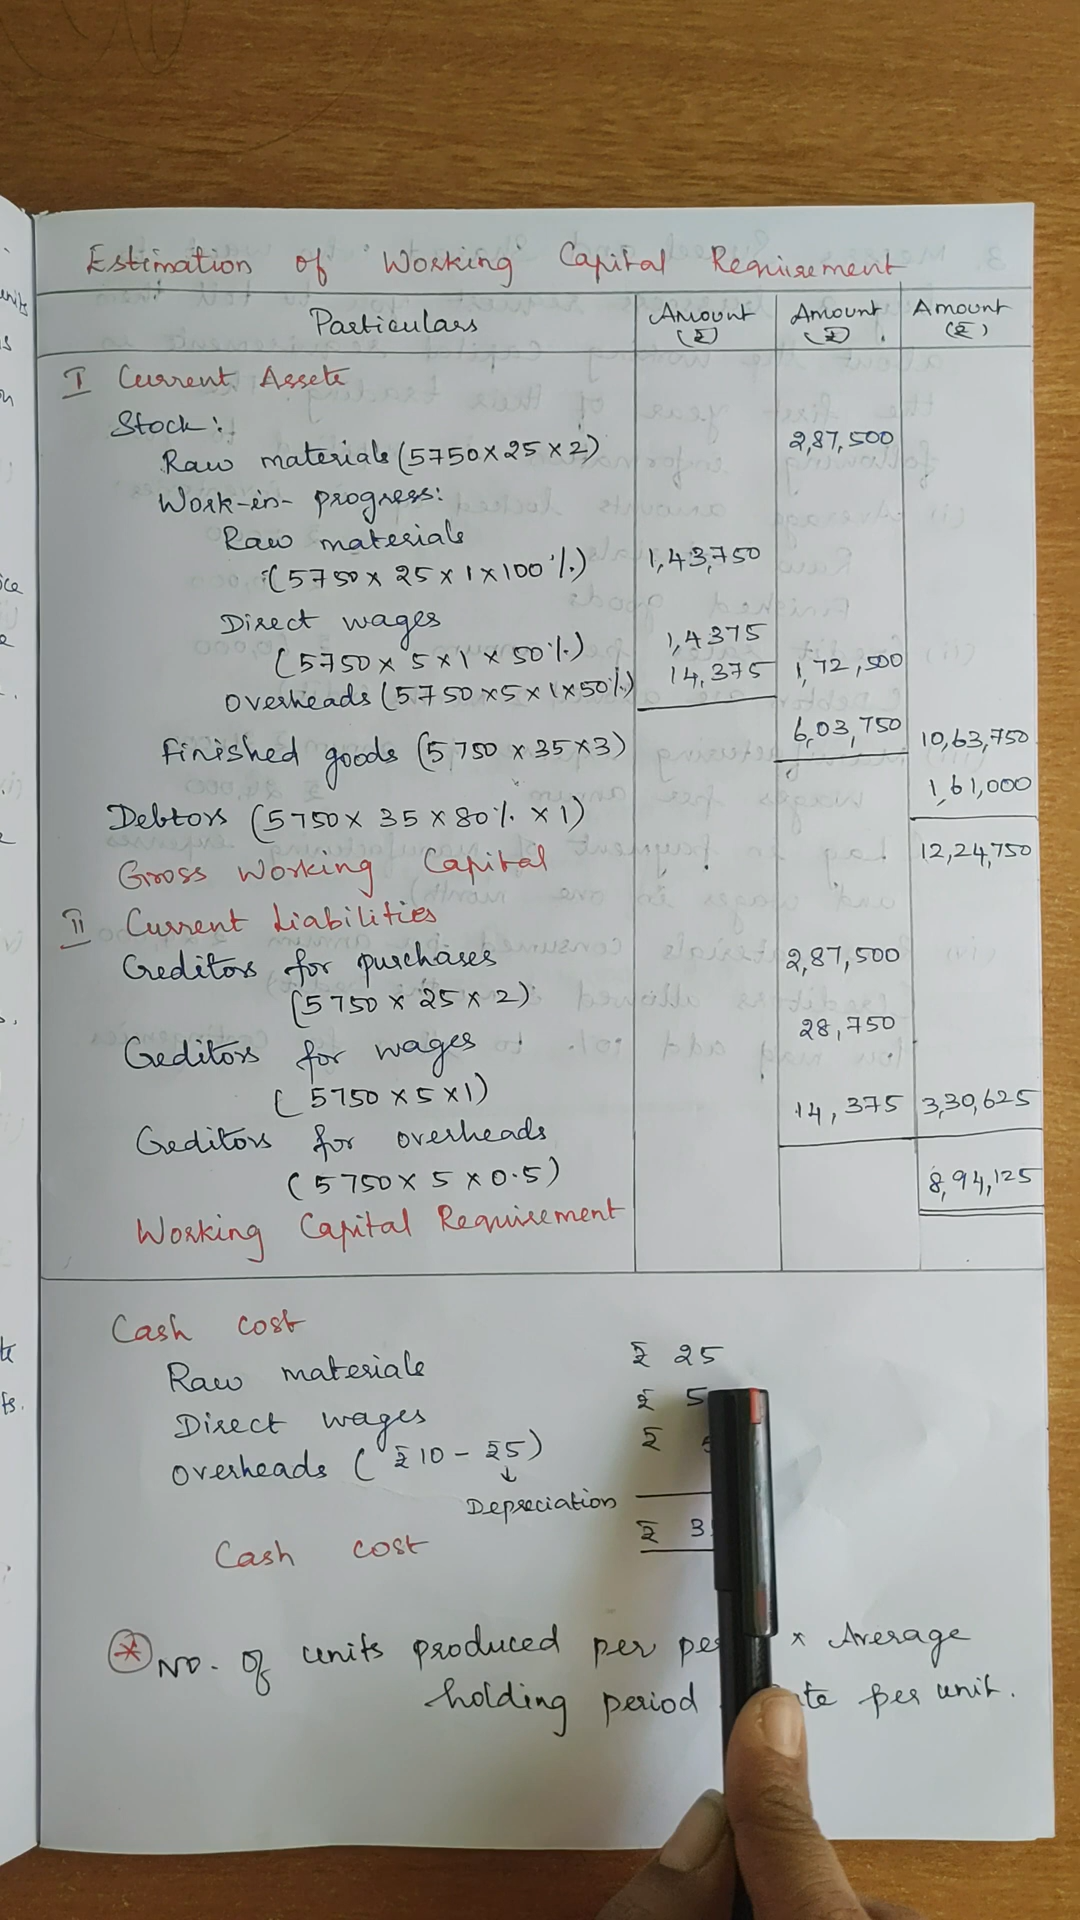 Estimation of Working Capital Requirement
Particulars Amount (₹) Amount (₹) Amount (₹)
I Current Assets
Stock:
Raw materials (5750 × 25 × 2) 2,87,500
Work-in-progress:
Raw materials
(5750 × 25 × 1 × 100%) 1,43,750
Direct wages
(5750 × 5 × 1 × 50%) 1,4375
Overheads (5750 × 5 × 1 × 50%) 14,375 1,72,500
Finished goods (5750 × 35 × 3) 6,03,750 10,63,750
Debtors (5750 × 35 × 80% × 1) 1,61,000
Gross Working Capital 12,24,750
II Current Liabilities
Creditors for purchases
(5750 × 25 × 2) 2,87,500
Creditors for wages
(5750 × 5 × 1) 28,750
Creditors for overheads
(5750 × 5 × 0.5) 14,375 3,30,625
Working Capital Requirement 8,94,125
Cash cost
Raw materials ₹ 25
Direct wages ₹ 5
Overheads (₹10 - ₹5) ₹
Depreciation
Cash cost ₹
* No. of units produced per × Average
holding period per unit.